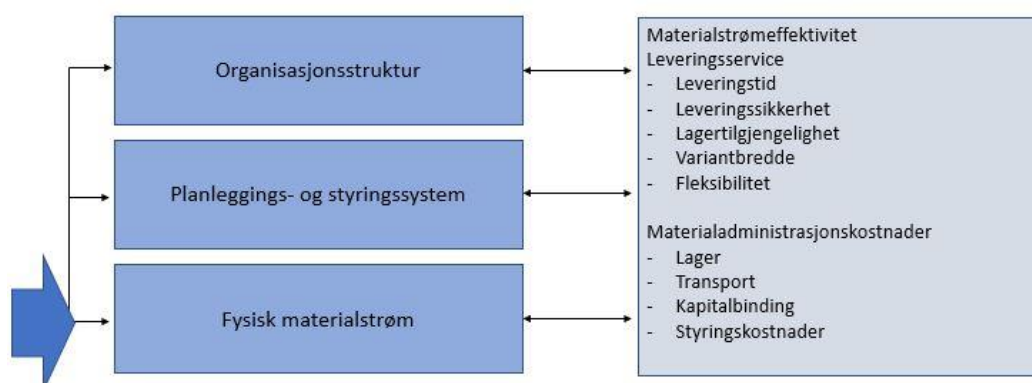 Organisasjonsstruktur
Planleggings- og styringssystem
Fysisk materialstrøm
Materialstrømeffektivitet
Leveringsservice
- Leveringstid
- Leveringssikkerhet
- Lagertilgjengelighet
- Variantbredde
- Fleksibilitet
Materialadministrasjonskostnader
- Lager
- Transport
- Kapitalbinding
- Styringskostnader